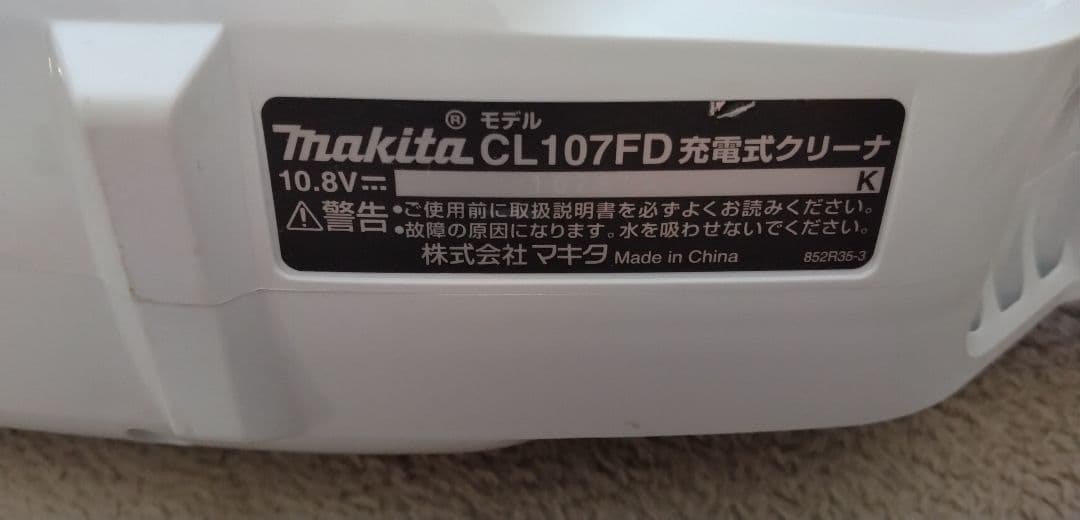 makita® モデル CL107FD 充電式クリーナ
10.8V⎓ K
⚠警告 •ご使用前に取扱説明書を必ずよくお読みください。
•故障の原因になります。水を吸わせないでください。
株式会社 マキタ Made in China 852R35-3